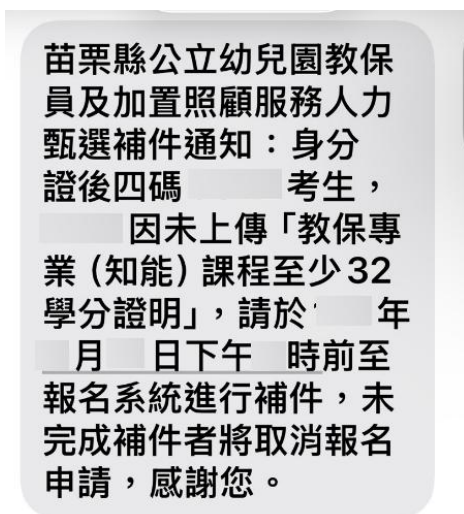 苗栗縣公立幼兒園教保
員及加置照顧服務人力
甄選補件通知：身分
證後四碼 考生，
因未上傳「教保專
業（知能）課程至少32
學分證明」，請於 年
月 日下午 時前至
報名系統進行補件，未
完成補件者將取消報名
申請，感謝您。